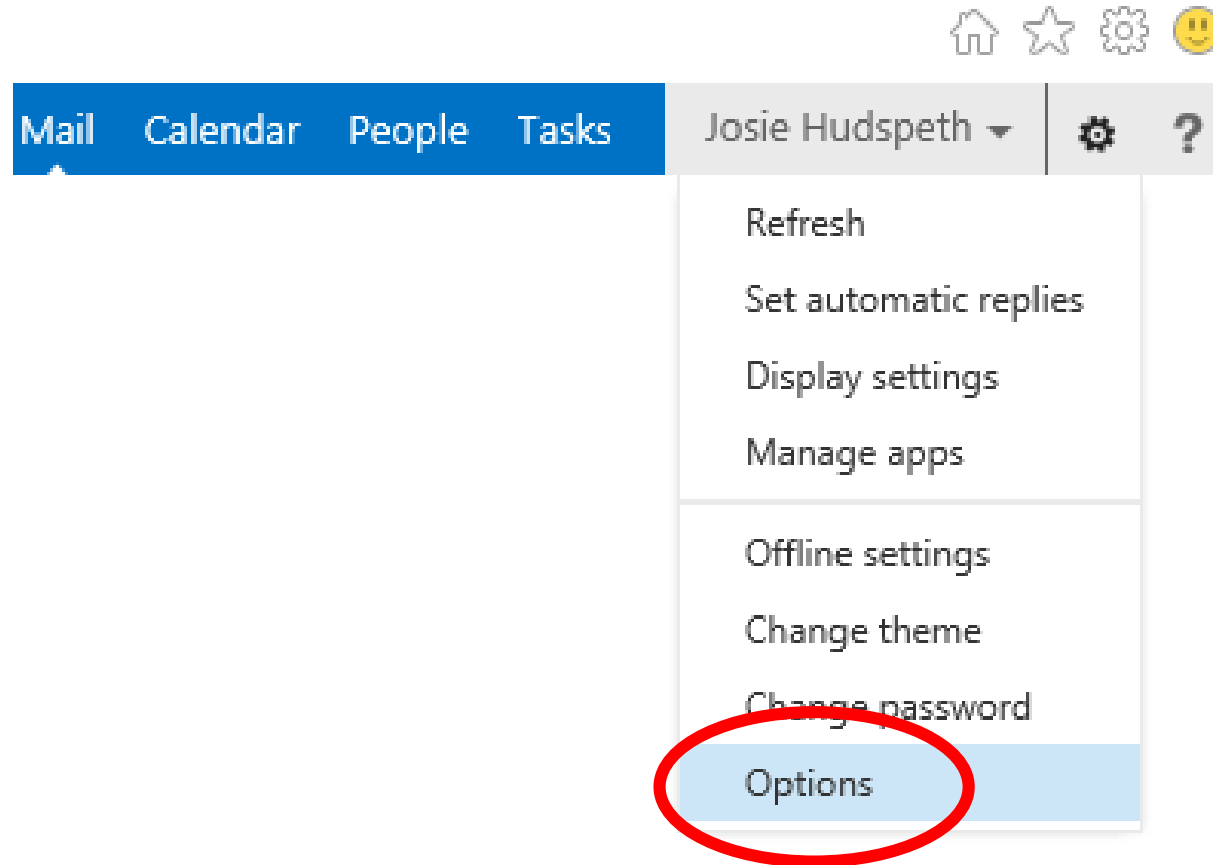 Mail Calendar People Tasks Josie Hudspeth ?
Refresh
Set automatic replies
Display settings
Manage apps
Offline settings
Change theme
Change password
Options